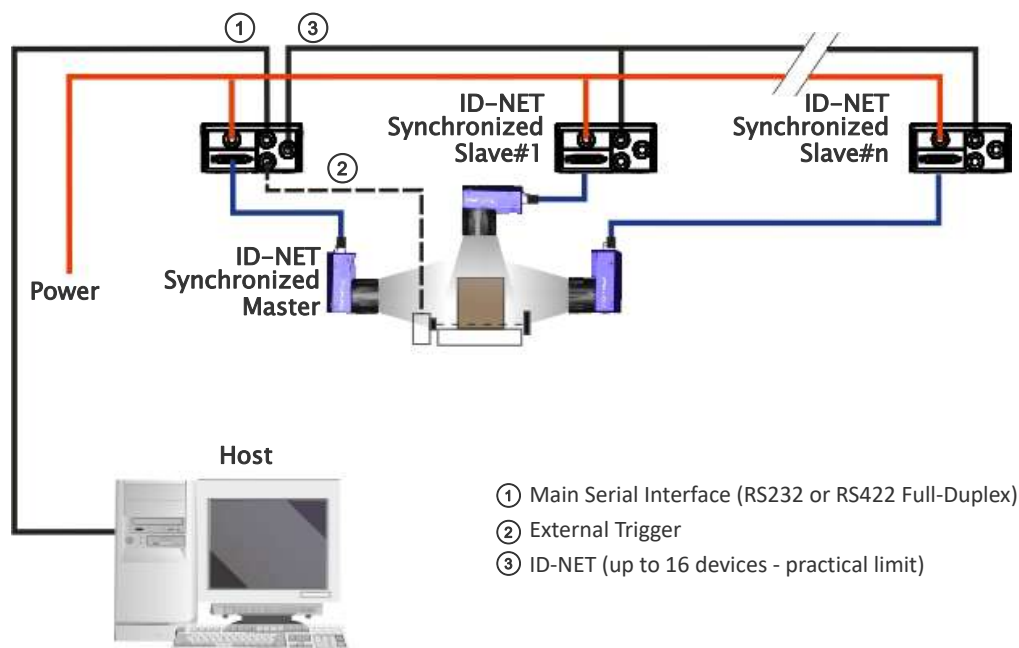 ① ③
ID-NET
Synchronized
Slave#1
ID-NET
Synchronized
Slave#n
②
ID-NET
Synchronized
Master
Power
Host
① Main Serial Interface (RS232 or RS422 Full-Duplex)
② External Trigger
③ ID-NET (up to 16 devices - practical limit)